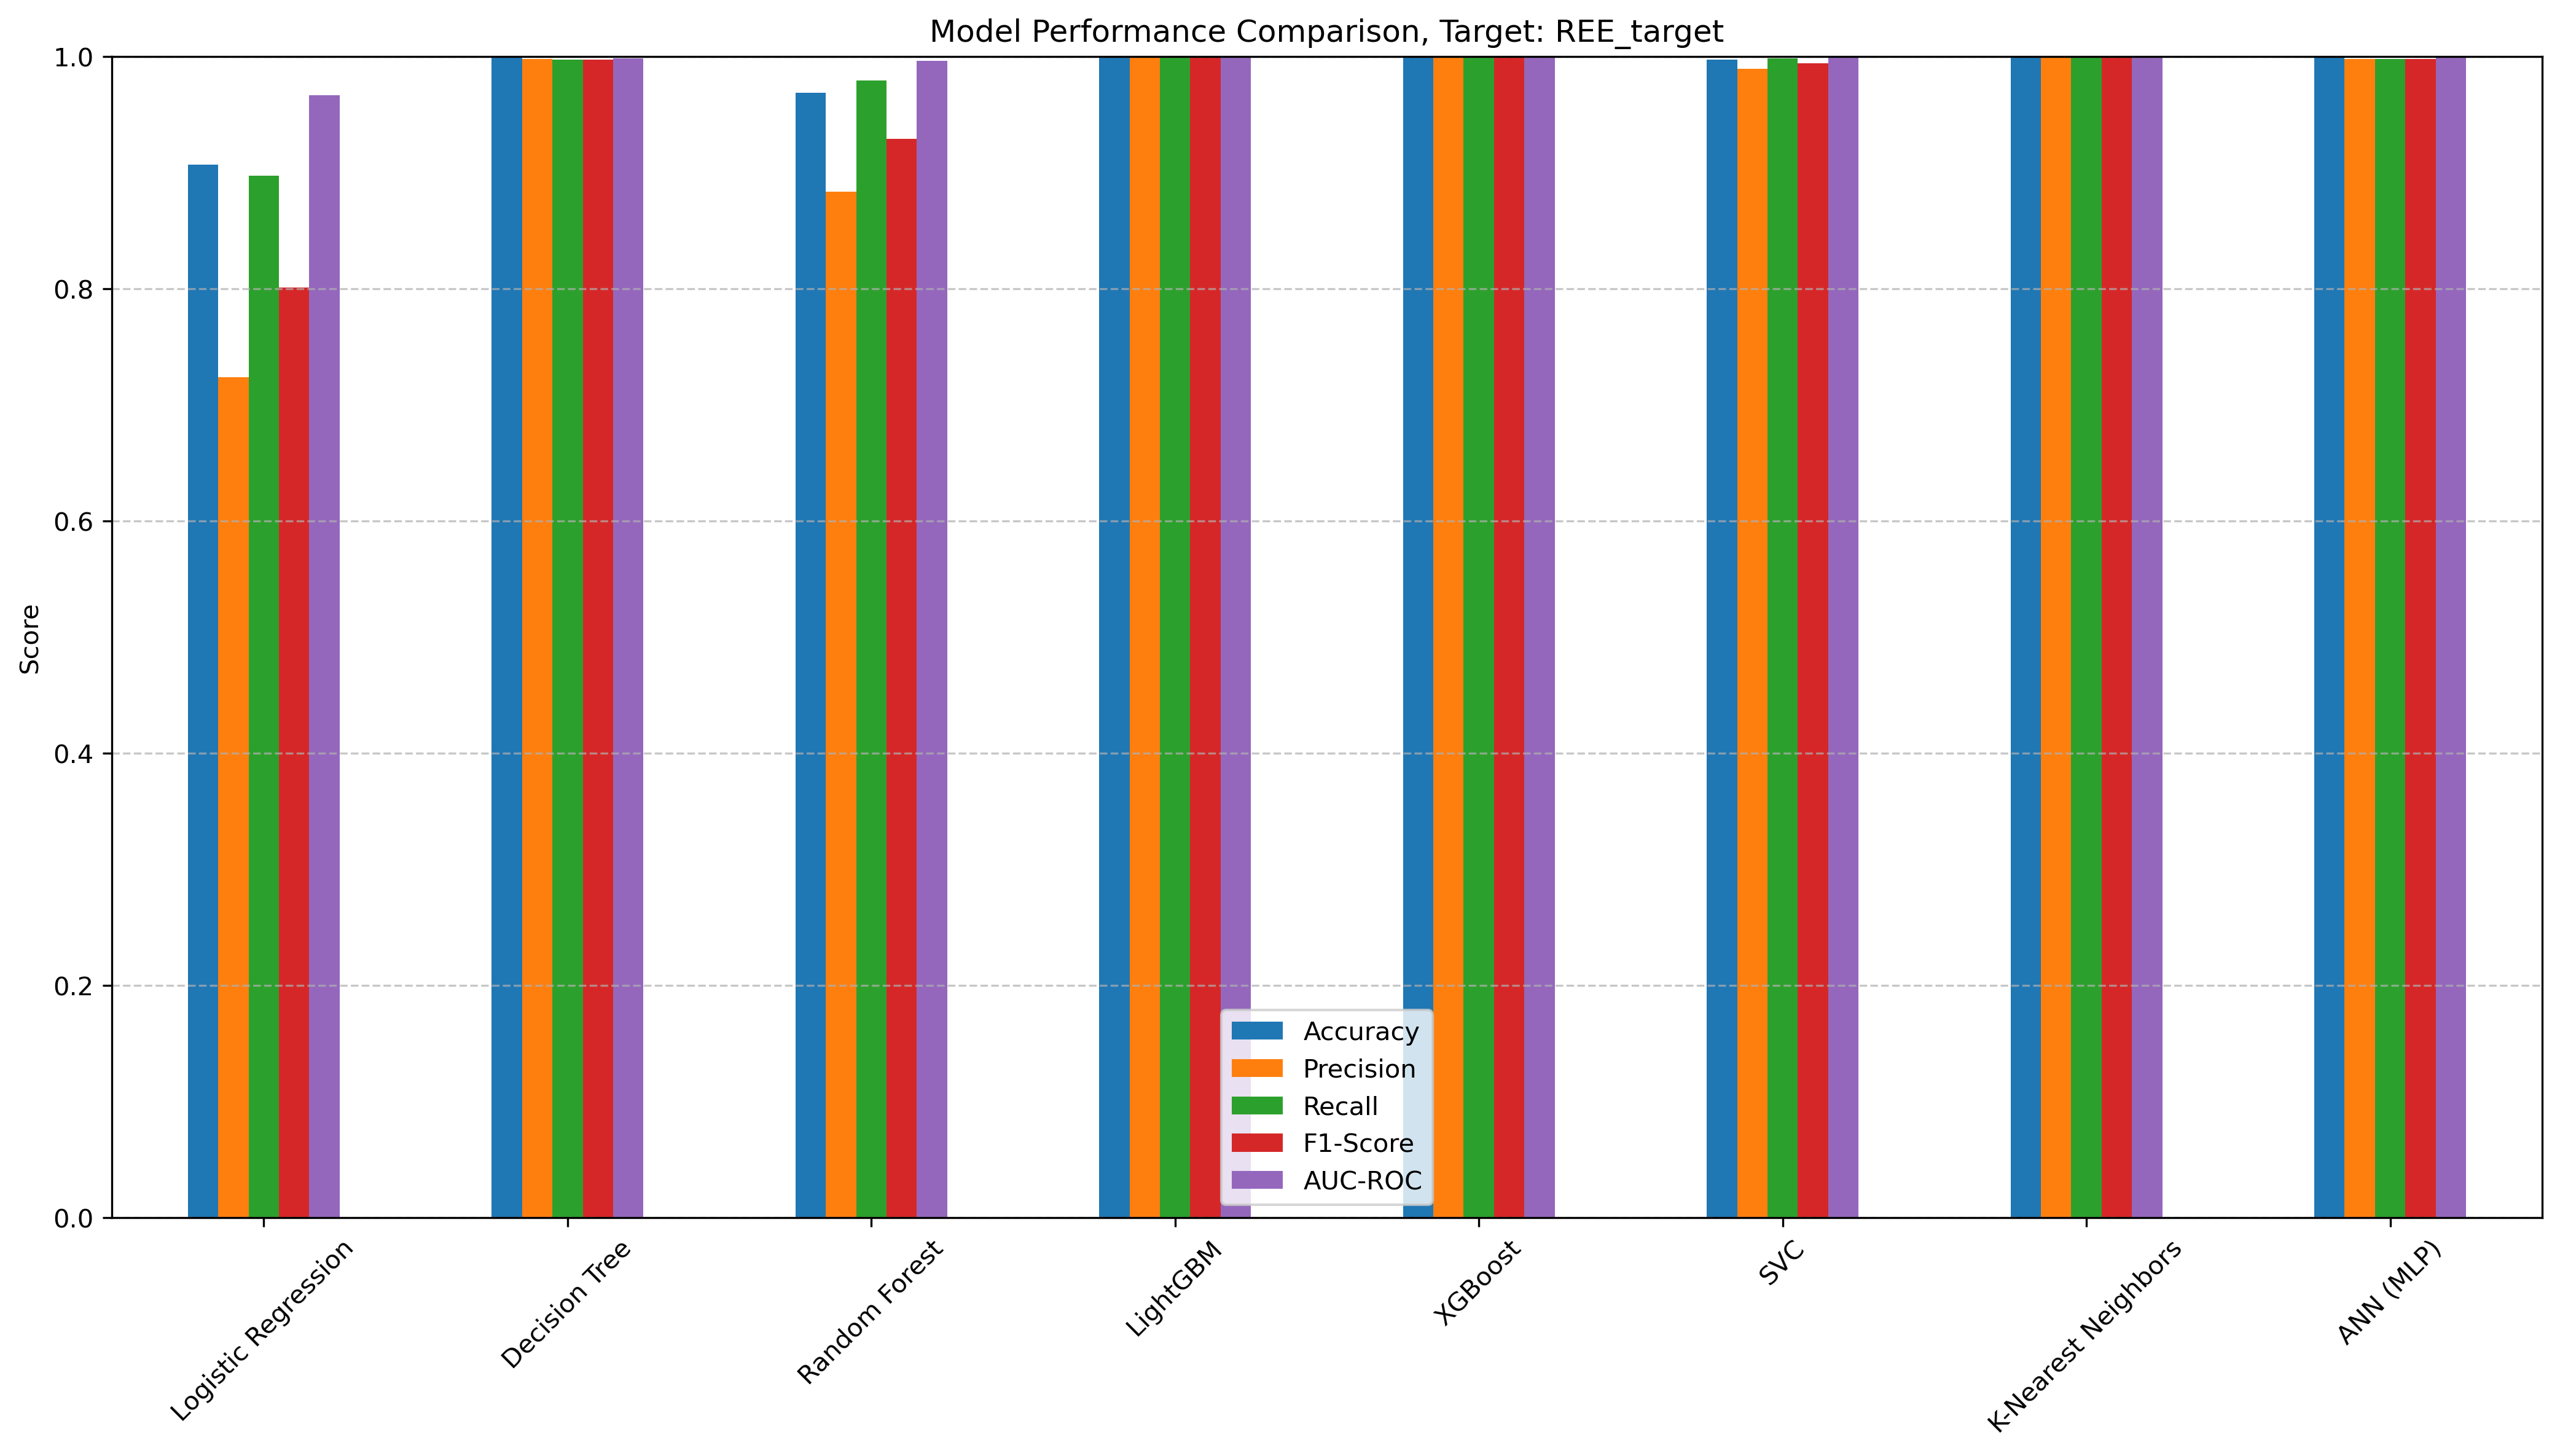 Model Performance Comparison, Target: REE_target
1.0
0.8
0.6
0.4
0.2
0.0
Score
Accuracy
Precision
Recall
F1-Score
AUC-ROC
Logistic Regression
Decision Tree
Random Forest
LightGBM
XGBoost
SVC
K-Nearest Neighbors
ANN (MLP)